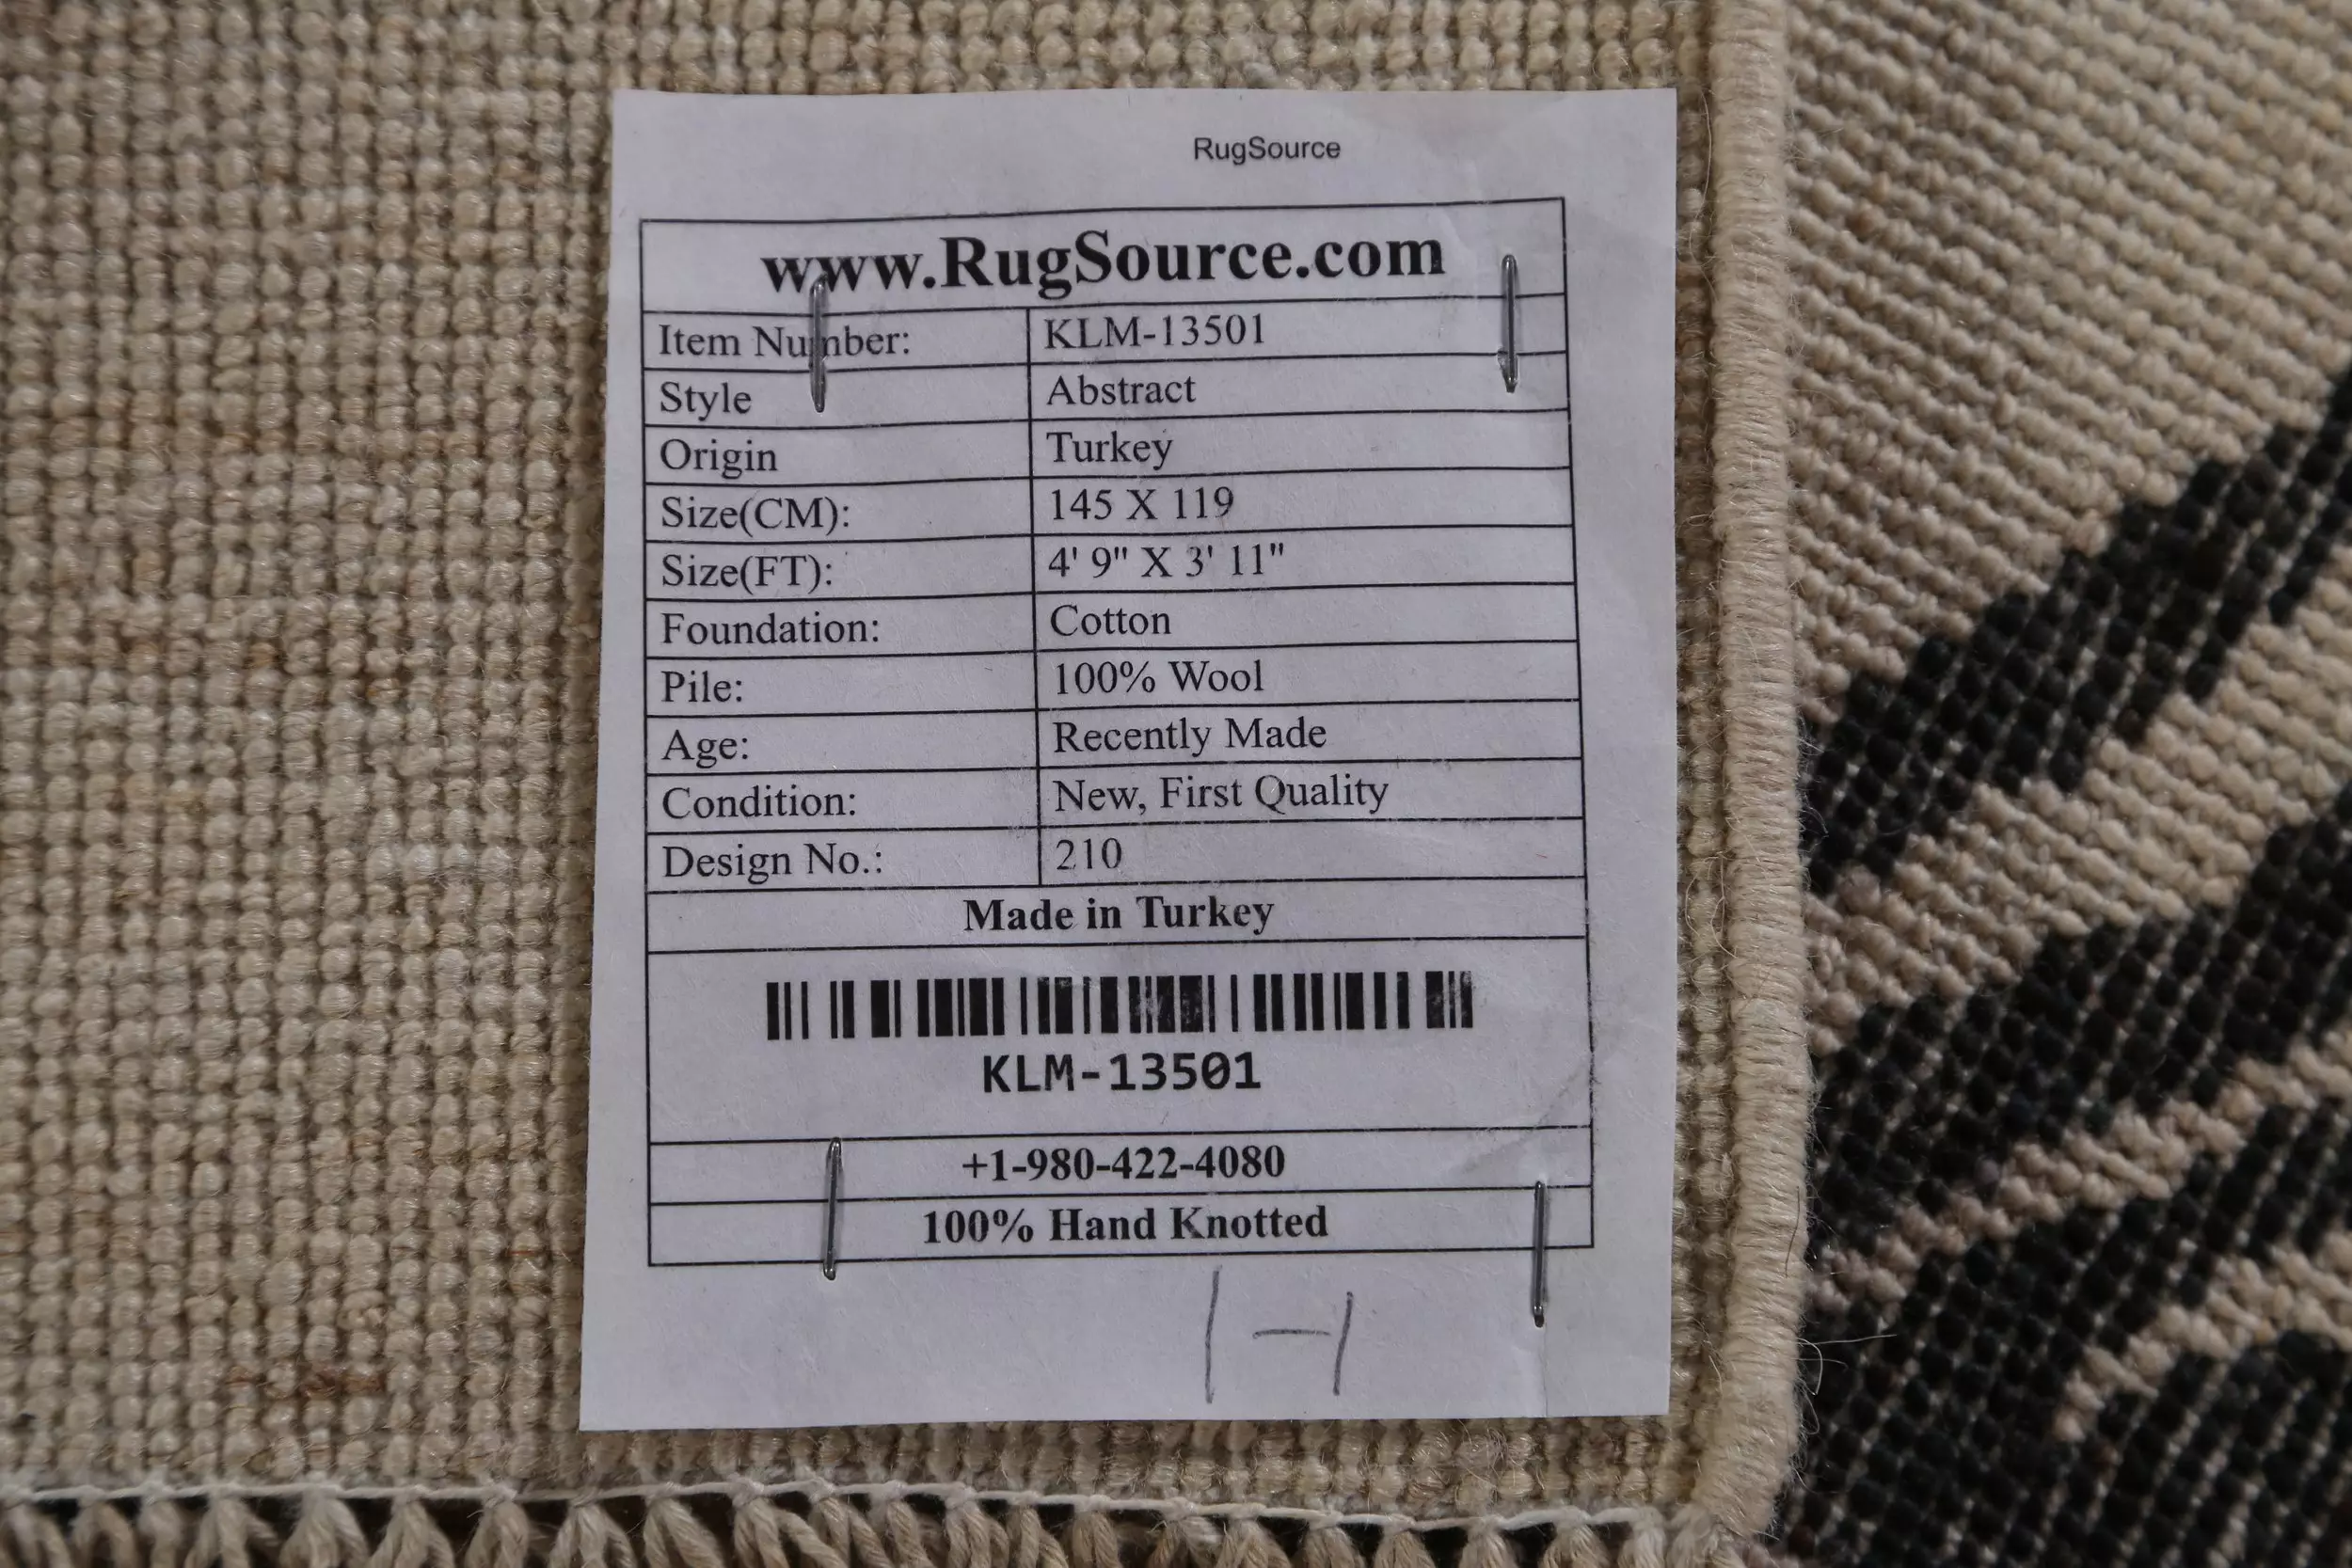 RugSource
www.RugSource.com
Item Number: KLM-13501
Style Abstract
Origin Turkey
Size(CM): 145 X 119
Size(FT): 4' 9" X 3' 11"
Foundation: Cotton
Pile: 100% Wool
Age: Recently Made
Condition: New, First Quality
Design No.: 210
Made in Turkey
KLM-13501
+1-980-422-4080
100% Hand Knotted
1-1